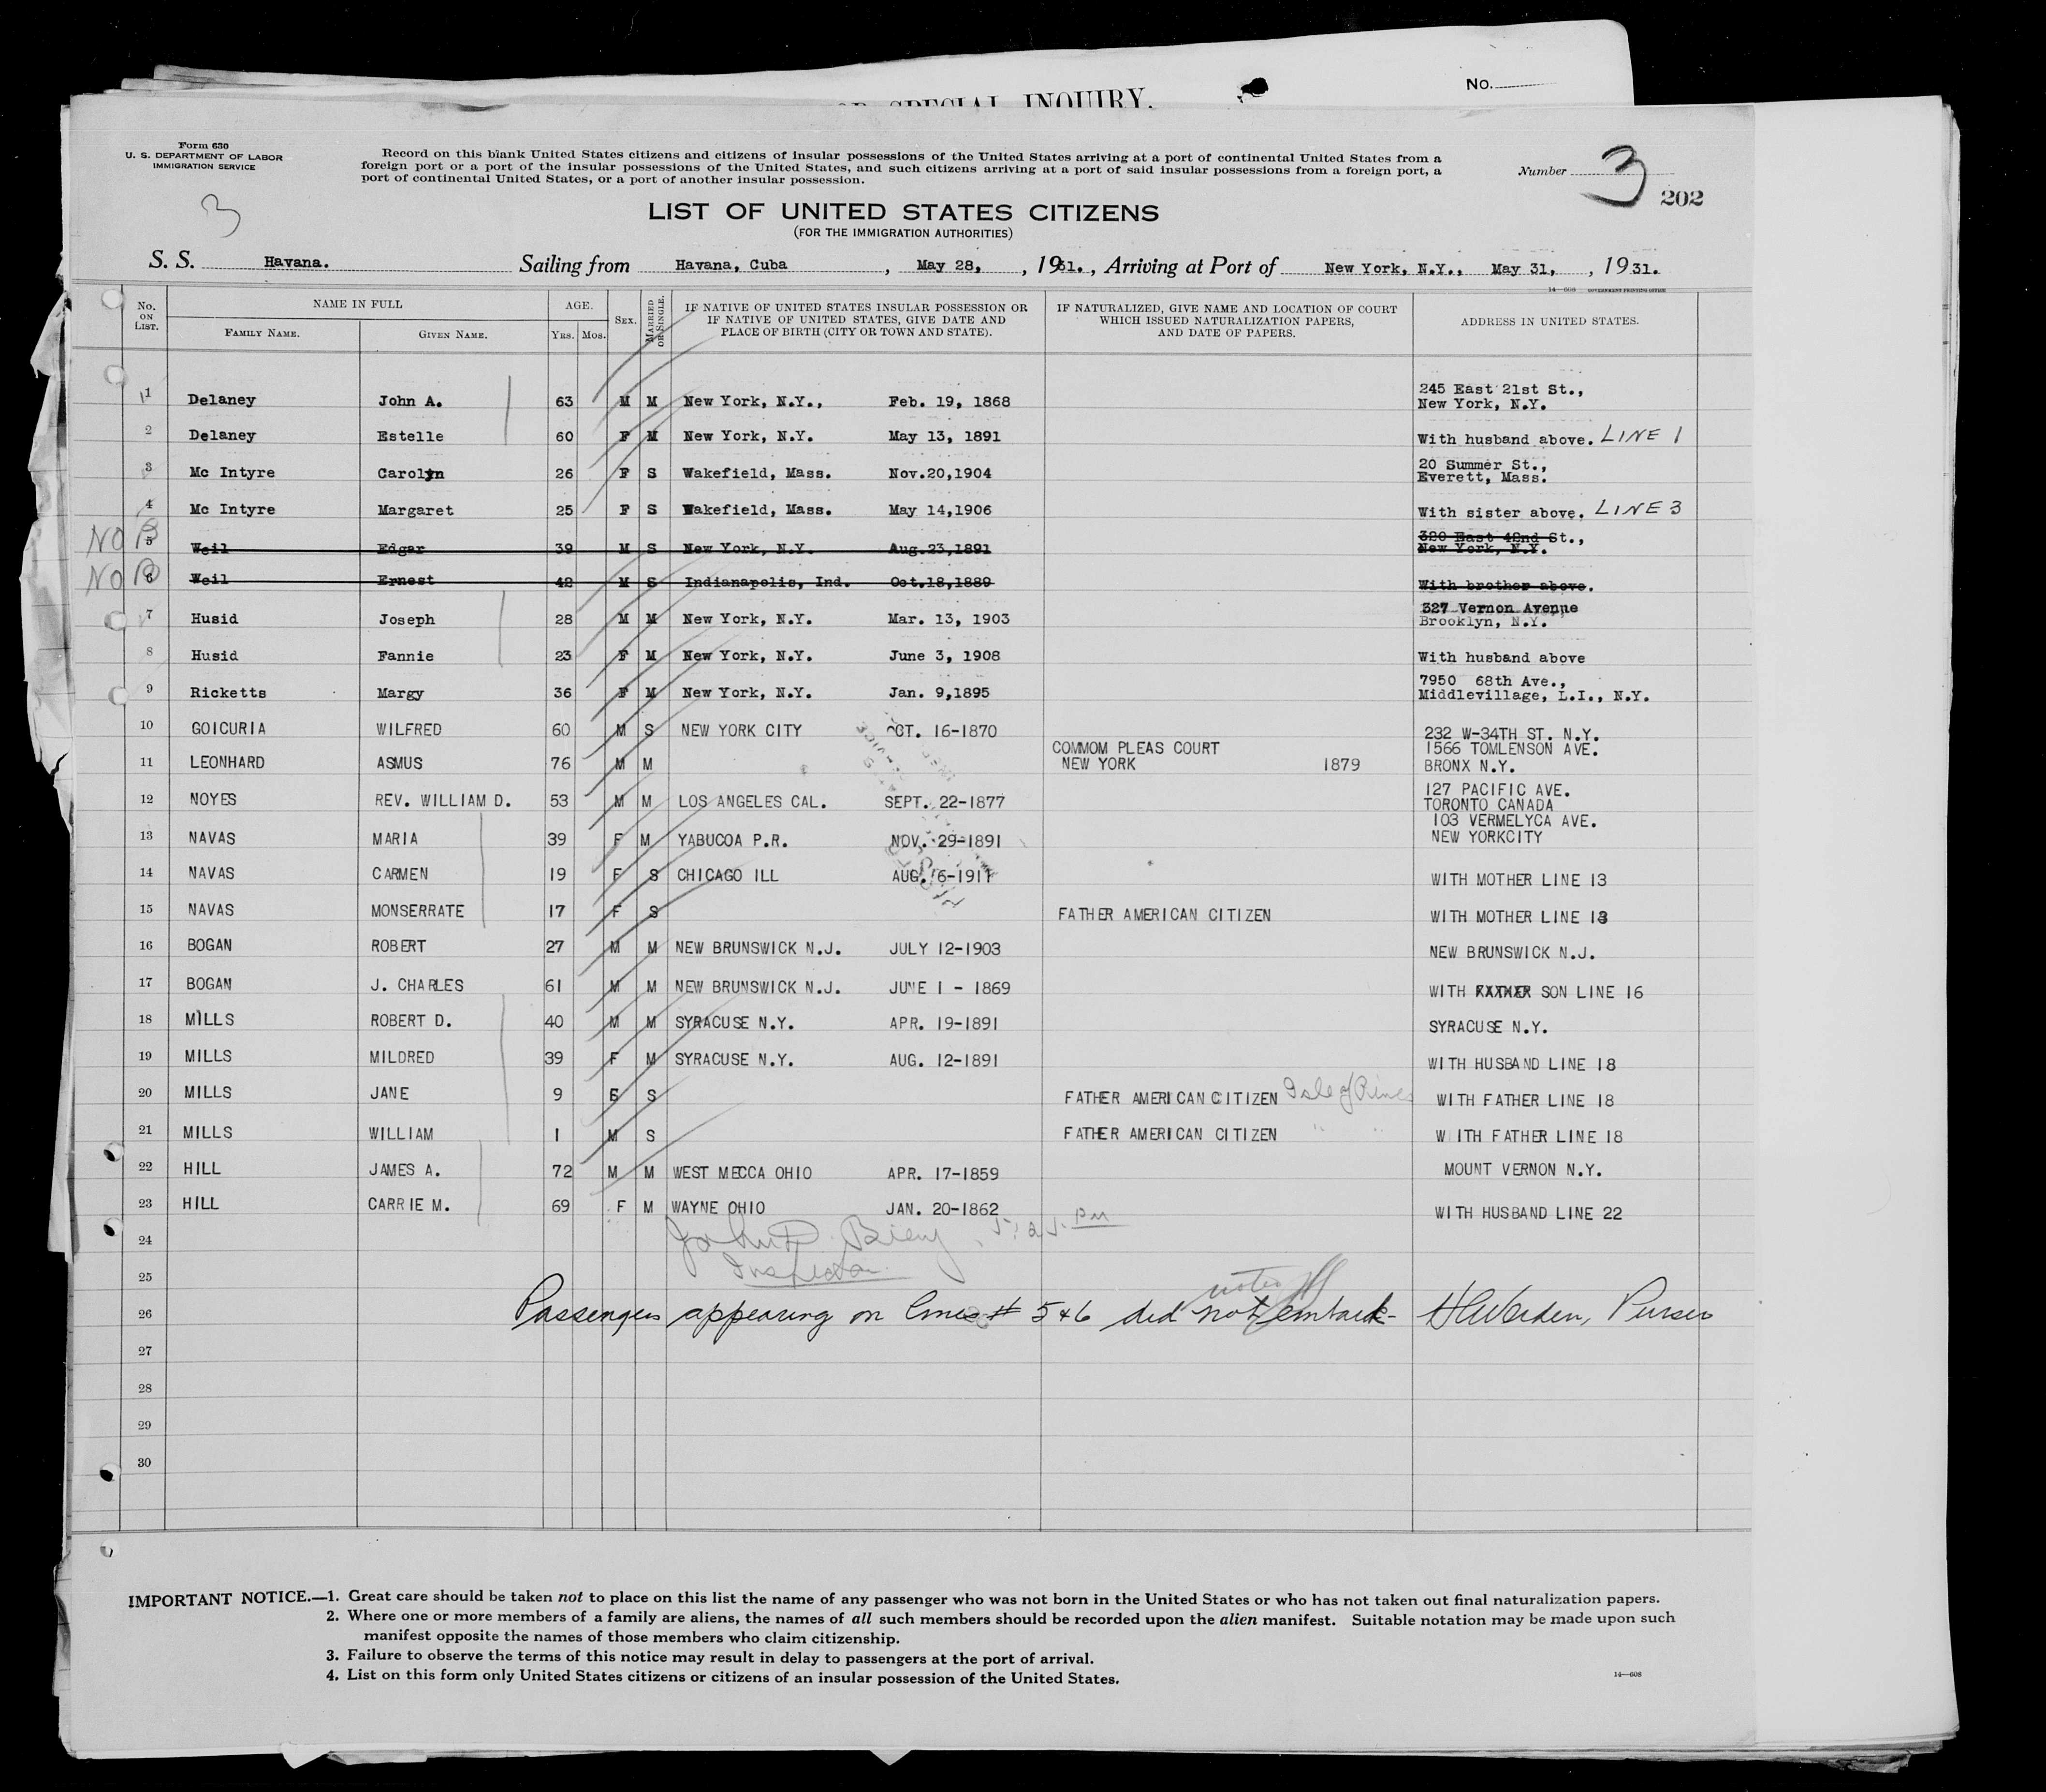 SPECIAL INQUIRY.
No.
Form 630
U. S. DEPARTMENT OF LABOR
IMMIGRATION SERVICE
Record on this blank United States citizens and citizens of insular possessions of the United States arriving at a port of continental United States from a
foreign port or a port of the insular possessions of the United States, and such citizens arriving at a port of said insular possessions from a foreign port, a
port of continental United States, or a port of another insular possession.
Number 3
202
3
LIST OF UNITED STATES CITIZENS
(FOR THE IMMIGRATION AUTHORITIES)
S. S. Havana. Sailing from Havana, Cuba, May 28, 1931., Arriving at Port of New York, N.Y., May 31, 1931.
14-608 GOVERNMENT PRINTING OFFICE
No. ON LIST. NAME IN FULL AGE. SEX. MARRIED OR SINGLE. IF NATIVE OF UNITED STATES INSULAR POSSESSION OR IF NATIVE OF UNITED STATES, GIVE DATE AND PLACE OF BIRTH (CITY OR TOWN AND STATE). IF NATURALIZED, GIVE NAME AND LOCATION OF COURT WHICH ISSUED NATURALIZATION PAPERS, AND DATE OF PAPERS. ADDRESS IN UNITED STATES.
FAMILY NAME. GIVEN NAME. YRS. MOS.
1 Delaney John A. 63 M M New York, N.Y., Feb. 19, 1868 245 East 21st St., New York, N.Y.
2 Delaney Estelle 60 F M New York, N.Y. May 13, 1891 With husband above. LINE 1
3 Mc Intyre Carolyn 26 F S Wakefield, Mass. Nov.20,1904 20 Summer St., Everett, Mass.
4 Mc Intyre Margaret 25 F S Wakefield, Mass. May 14,1906 With sister above. LINE 3
NOB 5 Weil Edgar 39 M S New York, N.Y. Aug.23,1891 320 East 42nd St., New York, N.Y.
NOB 6 Weil Ernest 42 M S Indianapolis, Ind. Oct.18,1889 With brother above.
7 Husid Joseph 28 M M New York, N.Y. Mar. 13, 1903 327 Vernon Avenue Brooklyn, N.Y.
8 Husid Fannie 23 F M New York, N.Y. June 3, 1908 With husband above
9 Ricketts Margy 36 F M New York, N.Y. Jan. 9,1895 7950 68th Ave., Middlevillage, L.I., N.Y.
10 GOICURIA WILFRED 60 M S NEW YORK CITY OCT. 16-1870 232 W-34TH ST. N.Y.
11 LEONHARD ASMUS 76 M M COMMOM PLEAS COURT NEW YORK 1879 1566 TOMLENSON AVE. BRONX N.Y.
12 NOYES REV. WILLIAM D. 53 M M LOS ANGELES CAL. SEPT. 22-1877 127 PACIFIC AVE. TORONTO CANADA
13 NAVAS MARIA 39 F M YABUCOA P.R. NOV. 29-1891 103 VERMELYCA AVE. NEW YORKCITY
14 NAVAS CARMEN 19 F S CHICAGO ILL AUG. 6-1911 WITH MOTHER LINE 13
15 NAVAS MONSERRATE 17 F S FATHER AMERICAN CITIZEN WITH MOTHER LINE 13
16 BOGAN ROBERT 27 M M NEW BRUNSWICK N.J. JULY 12-1903 NEW BRUNSWICK N.J.
17 BOGAN J. CHARLES 61 M M NEW BRUNSWICK N.J. JUNE 1 - 1869 WITH FATHER SON LINE 16
18 MILLS ROBERT D. 40 M M SYRACUSE N.Y. APR. 19-1891 SYRACUSE N.Y.
19 MILLS MILDRED 39 F M SYRACUSE N.Y. AUG. 12-1891 WITH HUSBAND LINE 18
20 MILLS JANE 9 F S FATHER AMERICAN CITIZEN Isle of Pines WITH FATHER LINE 18
21 MILLS WILLIAM 1 M S FATHER AMERICAN CITIZEN " " WITH FATHER LINE 18
22 HILL JAMES A. 72 M M WEST MECCA OHIO APR. 17-1859 MOUNT VERNON N.Y.
23 HILL CARRIE M. 69 F M WAYNE OHIO JAN. 20-1862 WITH HUSBAND LINE 22
24 John 5:25 PM
25 Inspector
noted
26 Passengers appearing on lines # 5 & 6 did not embark - Purser
27
28
29
30
IMPORTANT NOTICE.—1. Great care should be taken not to place on this list the name of any passenger who was not born in the United States or who has not taken out final naturalization papers.
2. Where one or more members of a family are aliens, the names of all such members should be recorded upon the alien manifest. Suitable notation may be made upon such
manifest opposite the names of those members who claim citizenship.
3. Failure to observe the terms of this notice may result in delay to passengers at the port of arrival.
4. List on this form only United States citizens or citizens of an insular possession of the United States.
14—608